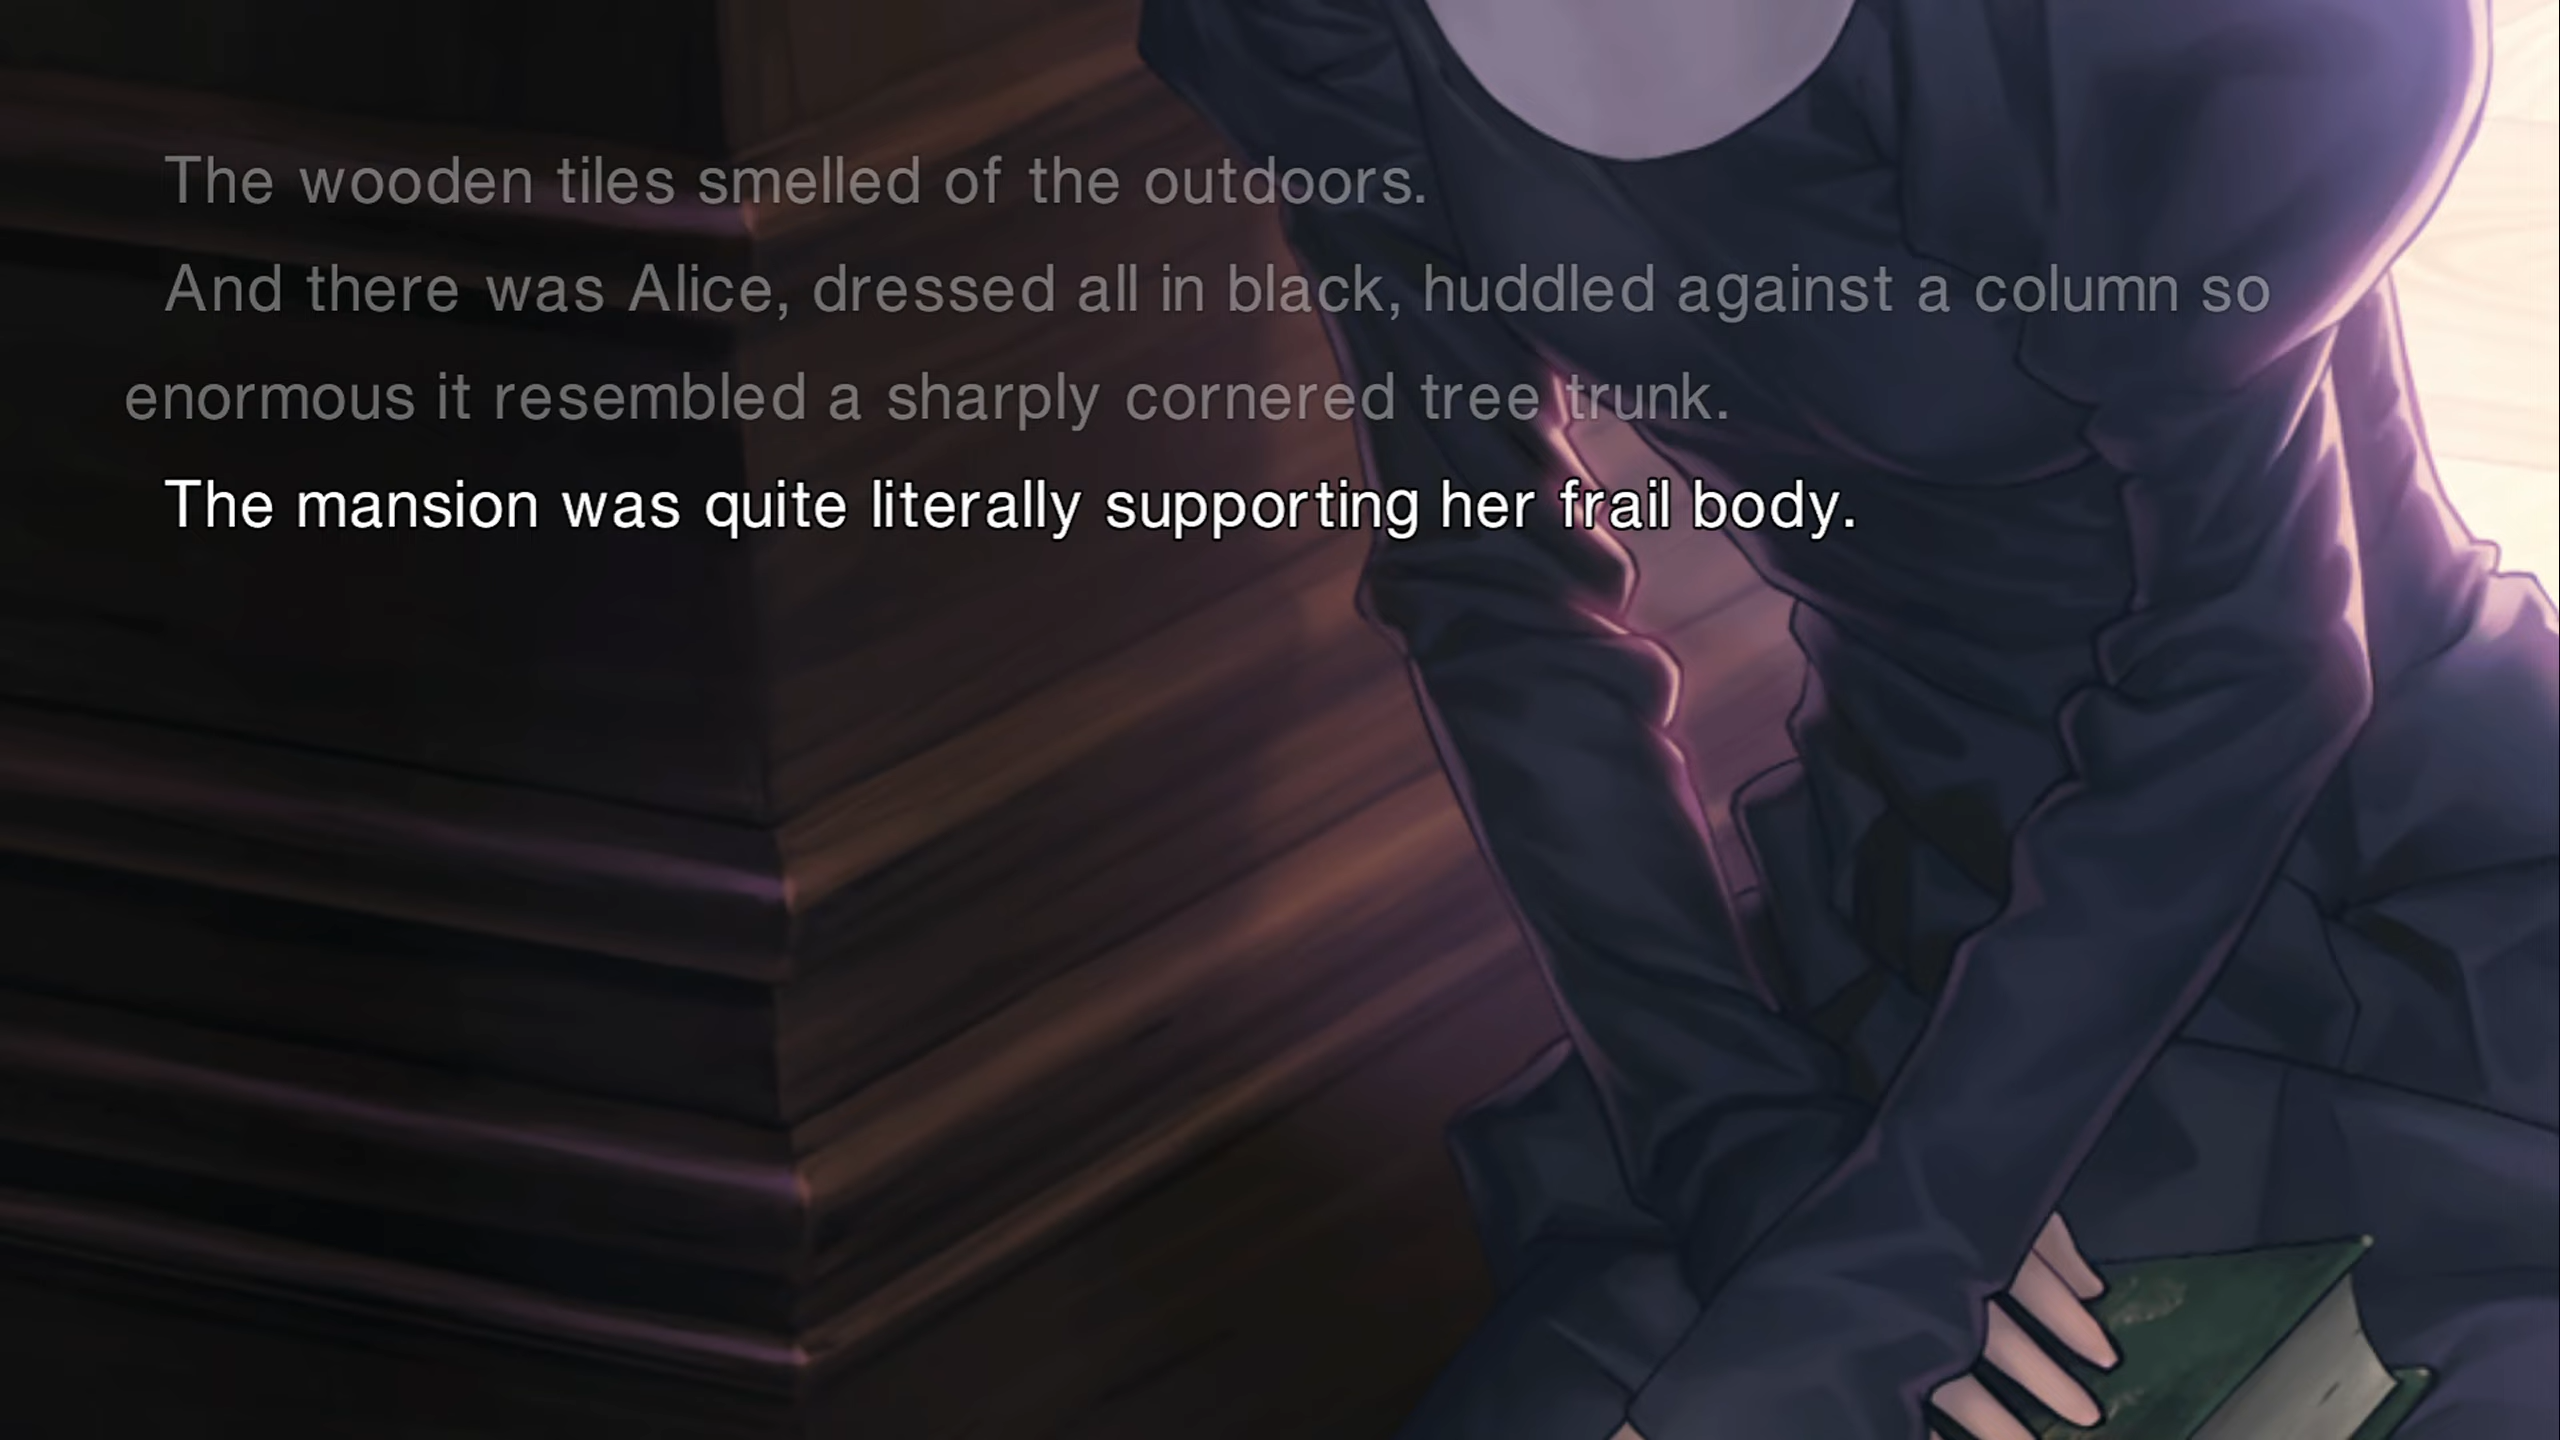 The wooden tiles smelled of the outdoors.
And there was Alice, dressed all in black, huddled against a column so
enormous it resembled a sharply cornered tree trunk.
The mansion was quite literally supporting her frail body.